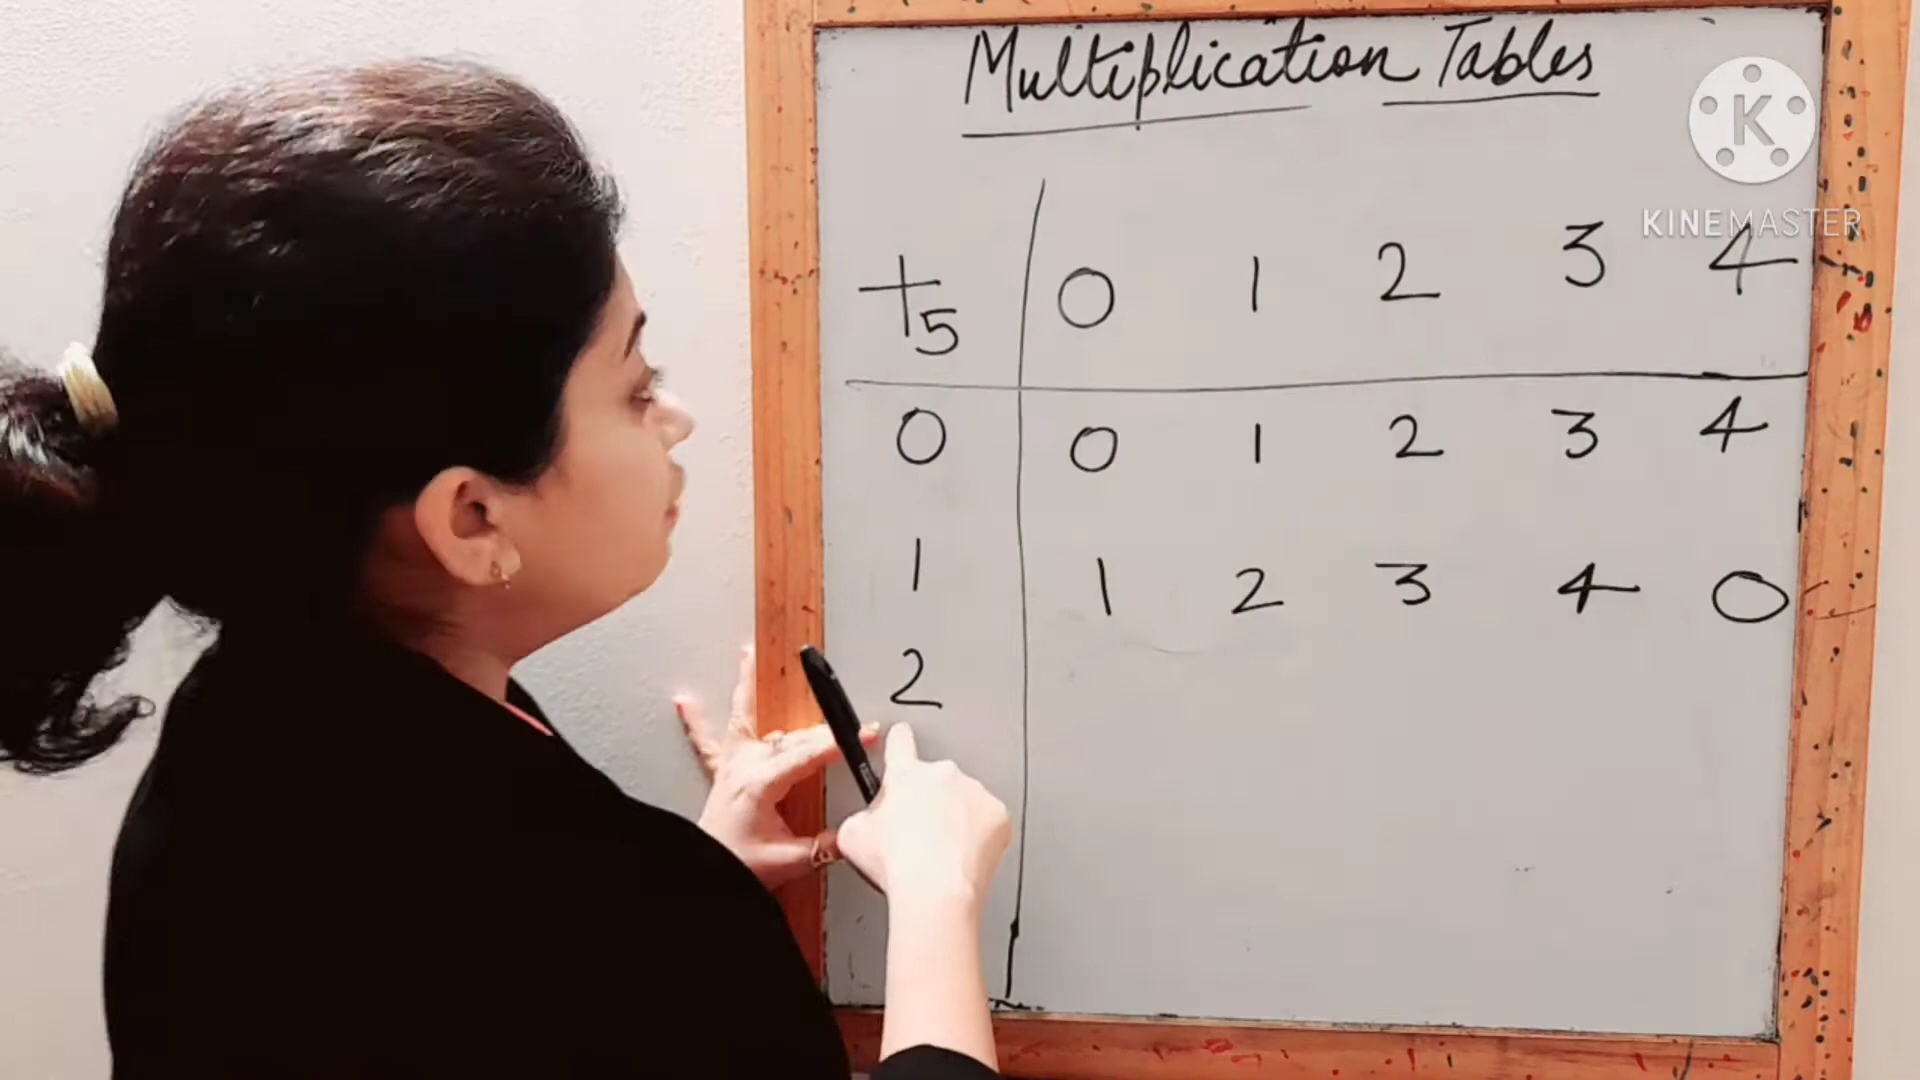 Multiplication Tables
K
KINEMASTER
+5 0 1 2 3 4
0 0 1 2 3 4
1 1 2 3 4 0
2